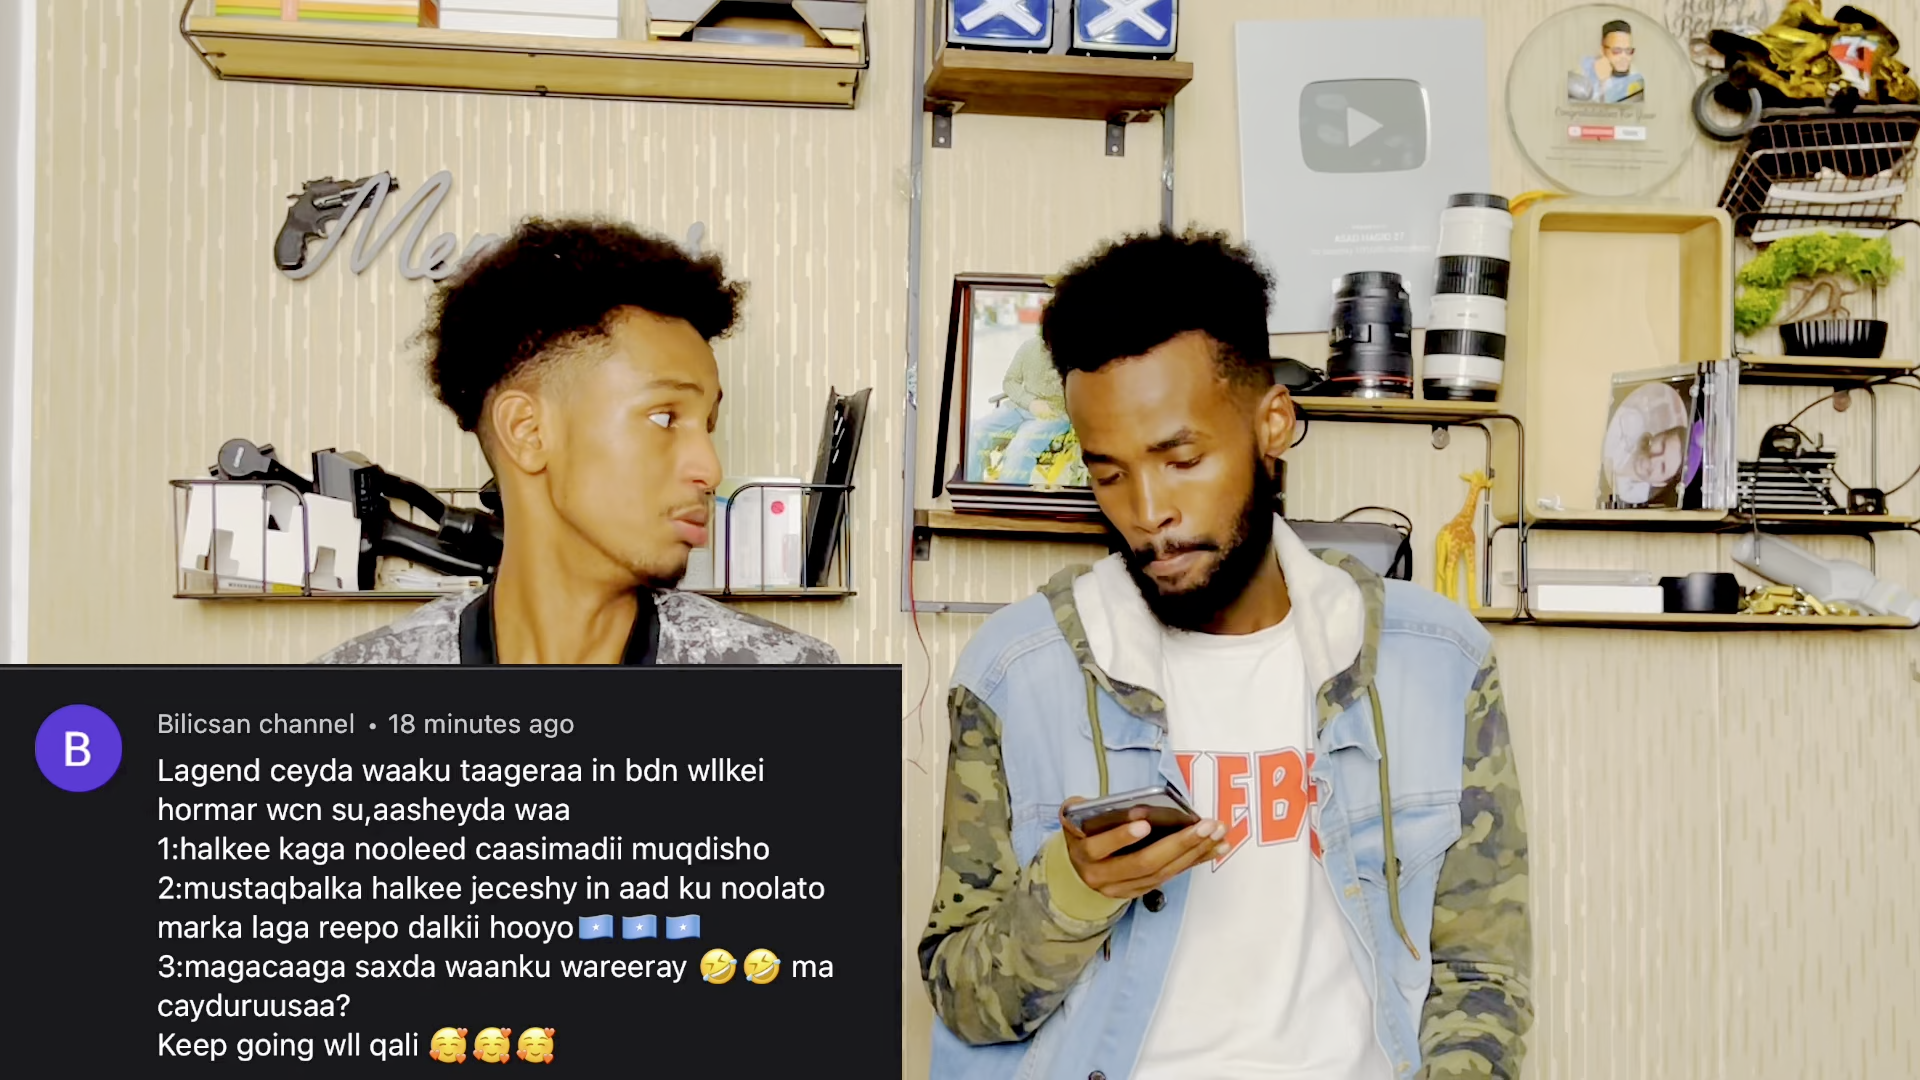 Bilicsan channel • 18 minutes ago
Lagend ceyda waaku taageraa in bdn wllkei
hormar wcn su,aasheyda waa
1:halkee kaga nooleed caasimadii muqdisho
2:mustaqbalka halkee jeceshy in aad ku noolato
marka laga reepo dalkii hooyo🇸🇴 🇸🇴 🇸🇴
3:magacaaga saxda waanku wareeray 🤣🤣 ma
cayduruusaa?
Keep going wll qali 🥰🥰🥰
B